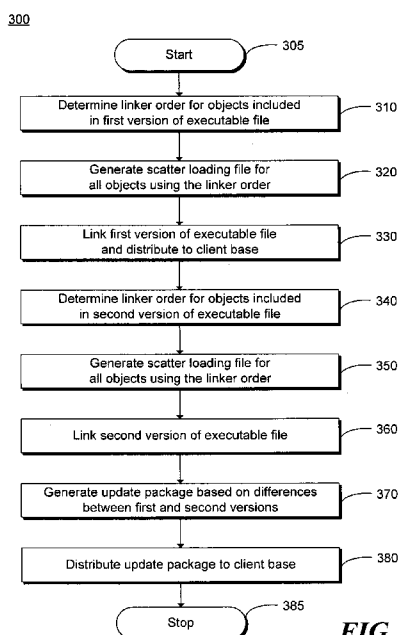 300
Start
305
Determine linker order for objects included
in first version of executable file
310
Generate scatter loading file for
all objects using the linker order
320
Link first version of executable file
and distribute to client base
330
Determine linker order for objects included
in second version of executable file
340
Generate scatter loading file for
all objects using the linker order
350
Link second version of executable file
360
Generate update package based on differences
between first and second versions
370
Distribute update package to client base
380
Stop
385
FIG